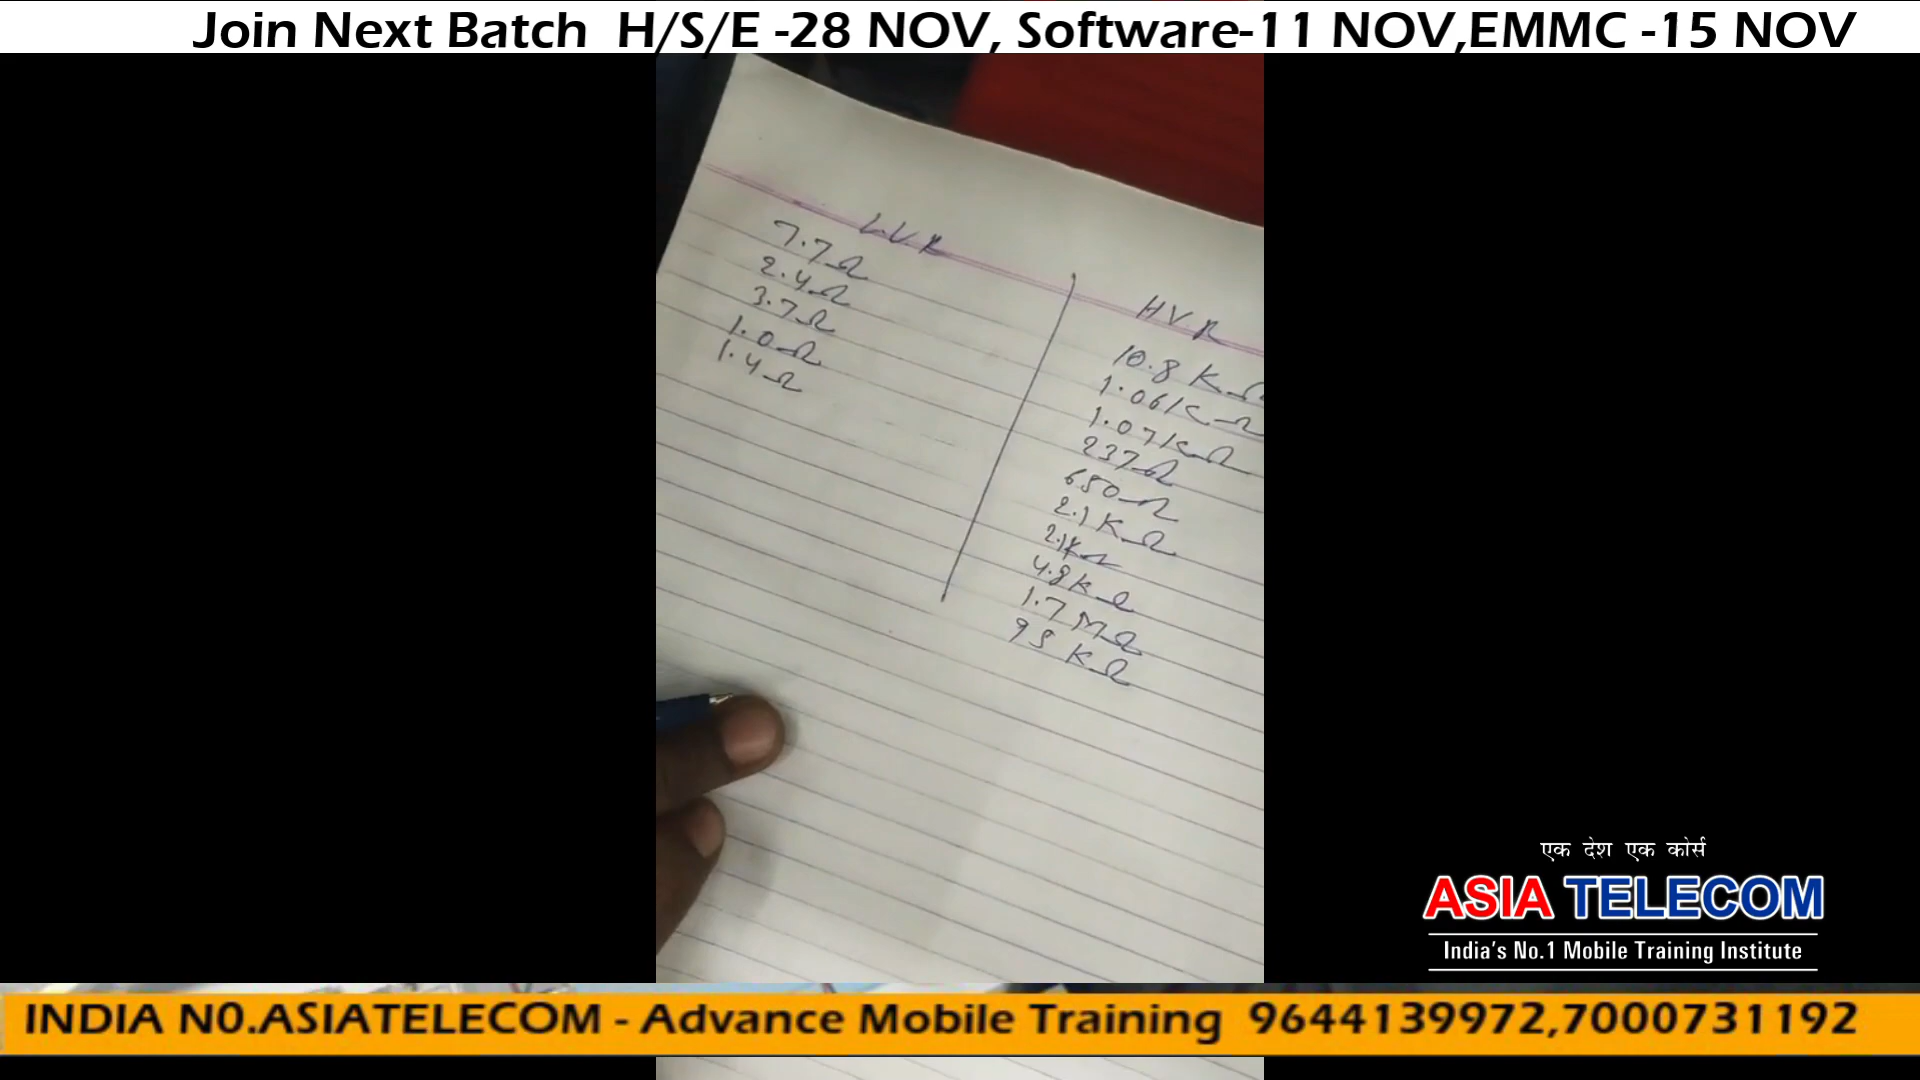 Join Next Batch H/S/E -28 NOV, Software-11 NOV,EMMC -15 NOV
LVR
7.7Ω
2.4Ω
3.7Ω
1.0Ω
1.4Ω
HVR
10.8 KΩ
1.06KΩ
1.07KΩ
237Ω
650Ω
2.1KΩ
2.1KΩ
4.8KΩ
1.7 MΩ
95 KΩ
एक देश एक कोर्स
ASIA TELECOM
India's No.1 Mobile Training Institute
INDIA N0.ASIATELECOM - Advance Mobile Training 9644139972,7000731192